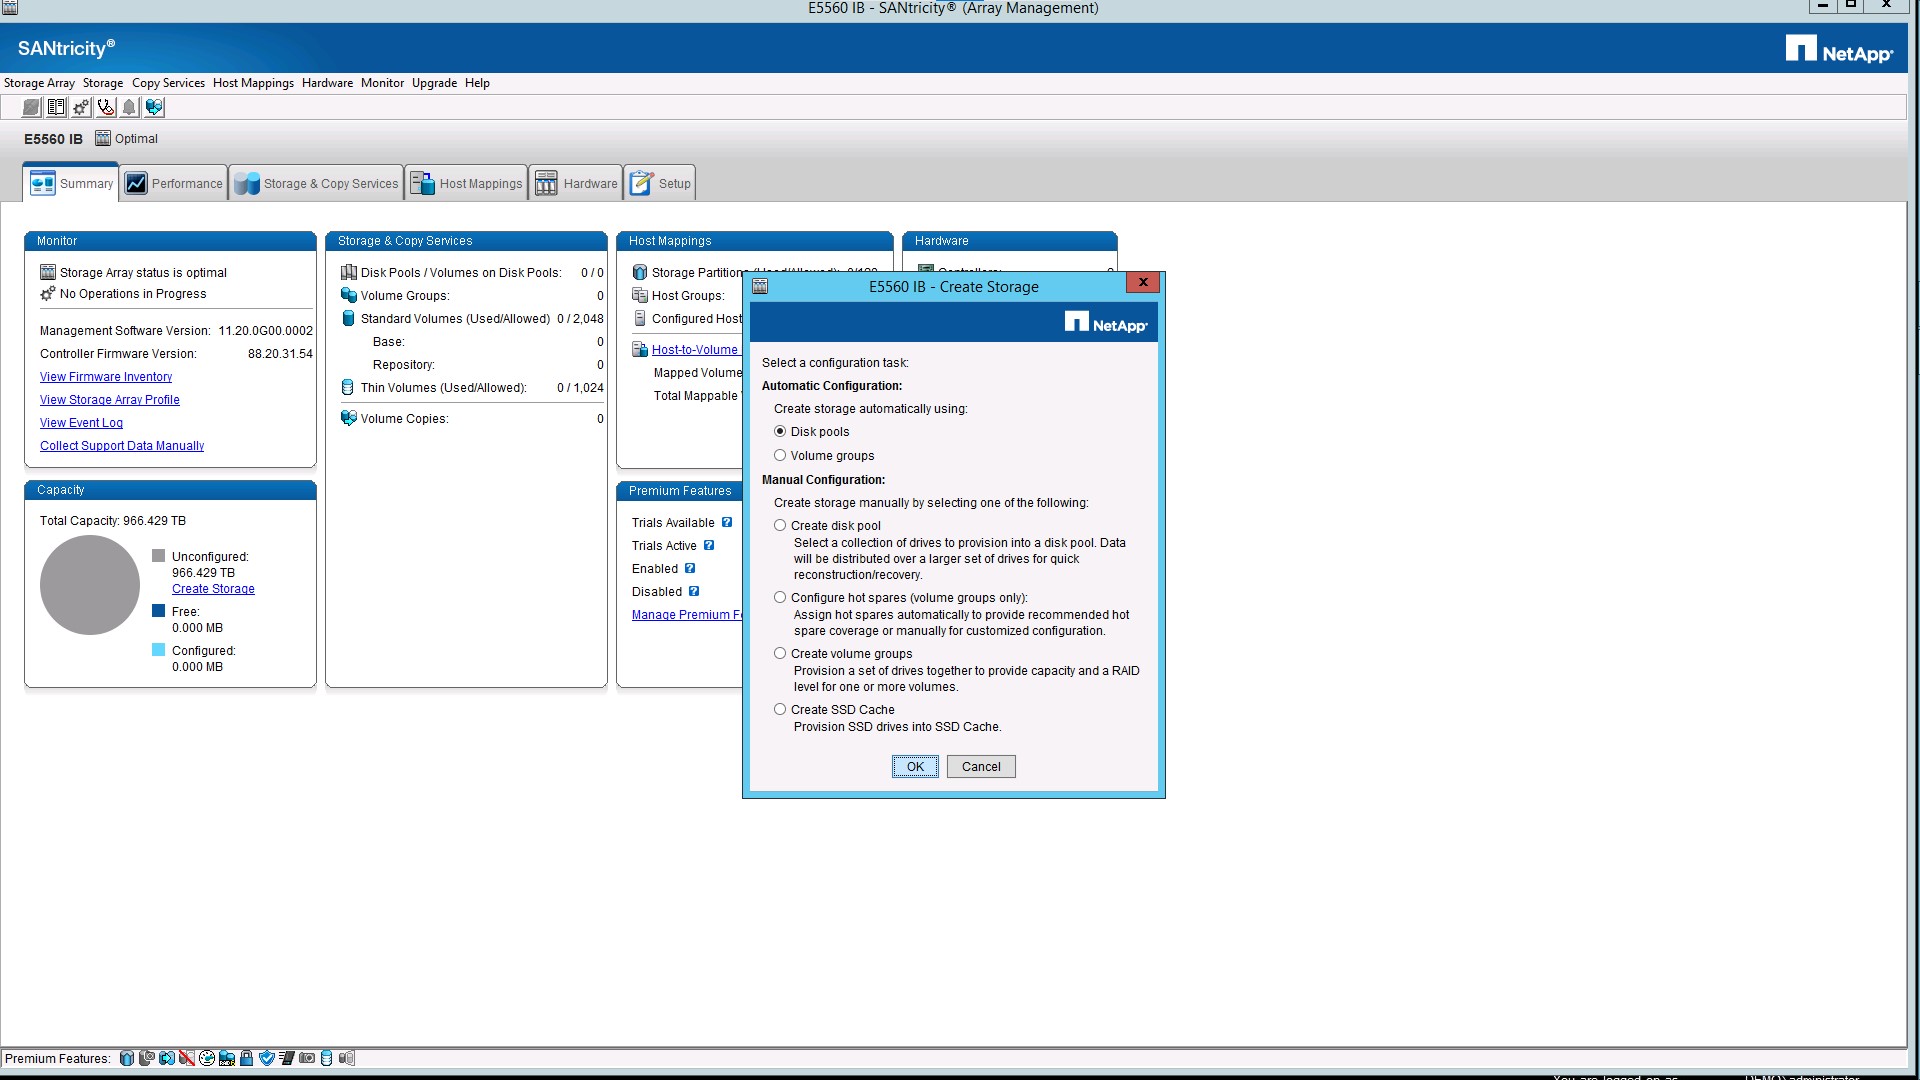 E5560 IB - SANtricity® (Array Management)
SANtricity®
NetApp®
Storage Array Storage Copy Services Host Mappings Hardware Monitor Upgrade Help
E5560 IB Optimal
Summary Performance Storage & Copy Services Host Mappings Hardware Setup
Monitor
Storage Array status is optimal
No Operations in Progress
Management Software Version: 11.20.0G00.0002
Controller Firmware Version: 88.20.31.54
View Firmware Inventory
View Storage Array Profile
View Event Log
Collect Support Data Manually
Storage & Copy Services
Disk Pools / Volumes on Disk Pools: 0 / 0
Volume Groups: 0
Standard Volumes (Used/Allowed) 0 / 2,048
Base: 0
Repository: 0
Thin Volumes (Used/Allowed): 0 / 1,024
Volume Copies: 0
Host Mappings
Storage Partitions (Used/Allowed): 0/128
Host Groups:
Configured Host
Host-to-Volume
Mapped Volume
Total Mappable
Hardware
Controllers:
Capacity
Total Capacity: 966.429 TB
Unconfigured:
966.429 TB
Create Storage
Free:
0.000 MB
Configured:
0.000 MB
Premium Features
Trials Available ?
Trials Active ?
Enabled ?
Disabled ?
Manage Premium F
E5560 IB - Create Storage
NetApp®
Select a configuration task:
Automatic Configuration:
Create storage automatically using:
Disk pools
Volume groups
Manual Configuration:
Create storage manually by selecting one of the following:
Create disk pool
Select a collection of drives to provision into a disk pool. Data
will be distributed over a larger set of drives for quick
reconstruction/recovery.
Configure hot spares (volume groups only):
Assign hot spares automatically to provide recommended hot
spare coverage or manually for customized configuration.
Create volume groups
Provision a set of drives together to provide capacity and a RAID
level for one or more volumes.
Create SSD Cache
Provision SSD drives into SSD Cache.
OK Cancel
Premium Features:
You are logged on as DEMO\administrator